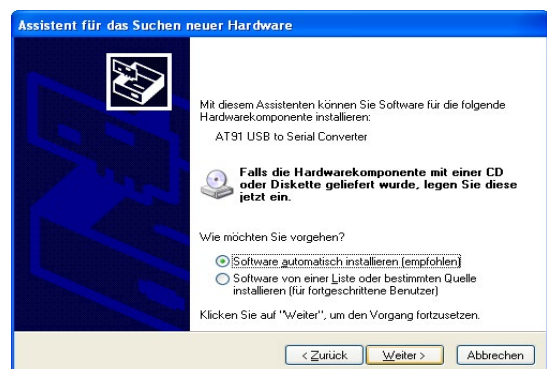 Assistent für das Suchen neuer Hardware
Mit diesem Assistenten können Sie Software für die folgende
Hardwarekomponente installieren:
AT91 USB to Serial Converter
Falls die Hardwarekomponente mit einer CD
oder Diskette geliefert wurde, legen Sie diese
jetzt ein.
Wie möchten Sie vorgehen?
Software automatisch installieren (empfohlen)
Software von einer Liste oder bestimmten Quelle
installieren (für fortgeschrittene Benutzer)
Klicken Sie auf "Weiter", um den Vorgang fortzusetzen.
< Zurück Weiter > Abbrechen